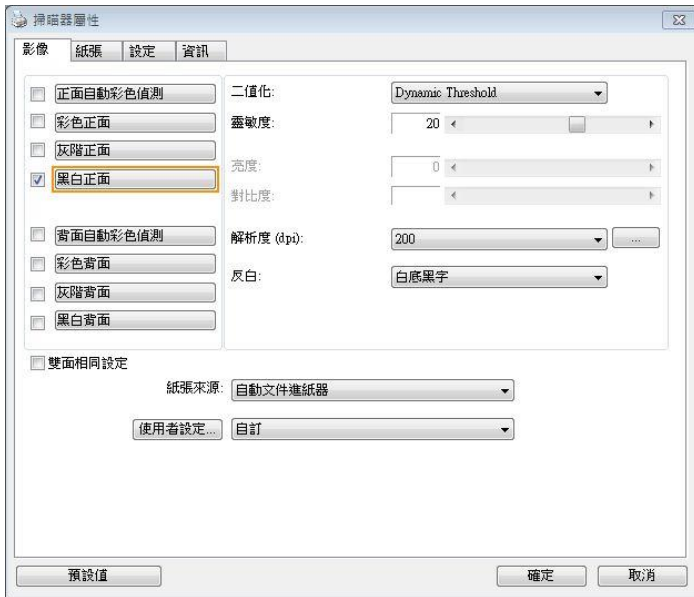 掃瞄器屬性
影像 紙張 設定 資訊
正面自動彩色偵測 二值化: Dynamic Threshold
彩色正面 靈敏度: 20
灰階正面
亮度: 0
黑白正面
對比度:
背面自動彩色偵測 解析度 (dpi): 200 ...
彩色背面
反白: 白底黑字
灰階背面
黑白背面
雙面相同設定
紙張來源: 自動文件進紙器
使用者設定... 自訂
預設值 確定 取消